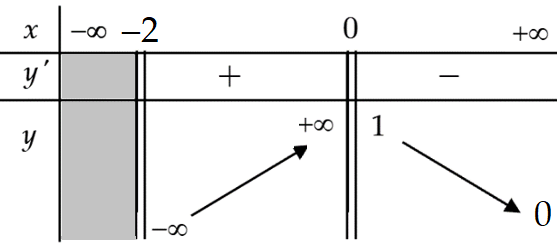 x −∞ −2 0 +∞
y´ + −
y −∞ +∞ 1 0